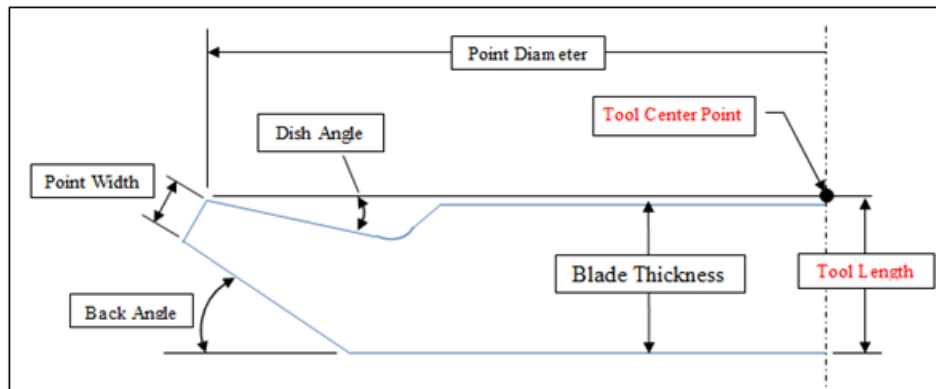 Point Diameter
Tool Center Point
Dish Angle
Point Width
Blade Thickness
Tool Length
Back Angle